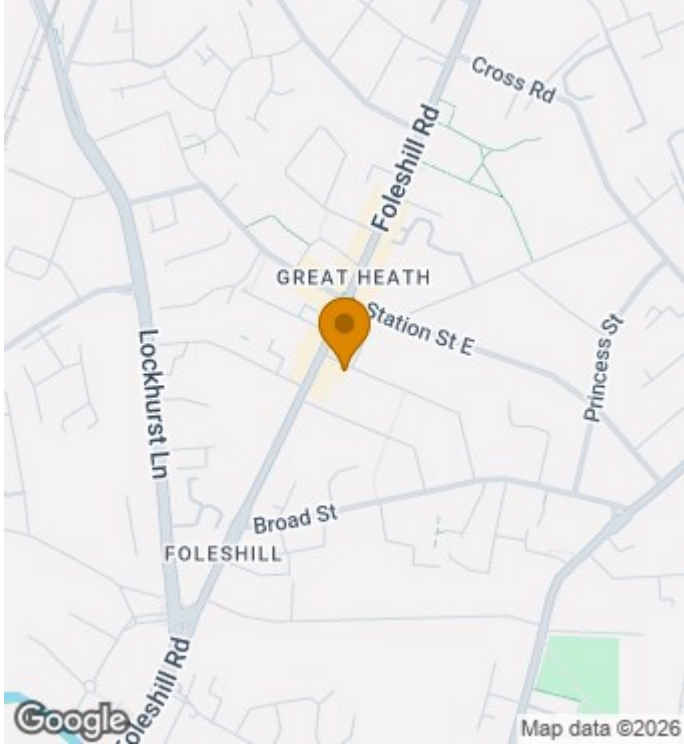 Cross Rd
Foleshill Rd
GREAT HEATH
Station St E
Princess St
Lockhurst Ln
Broad St
FOLESHILL
Foleshill Rd
Google
Map data ©2026